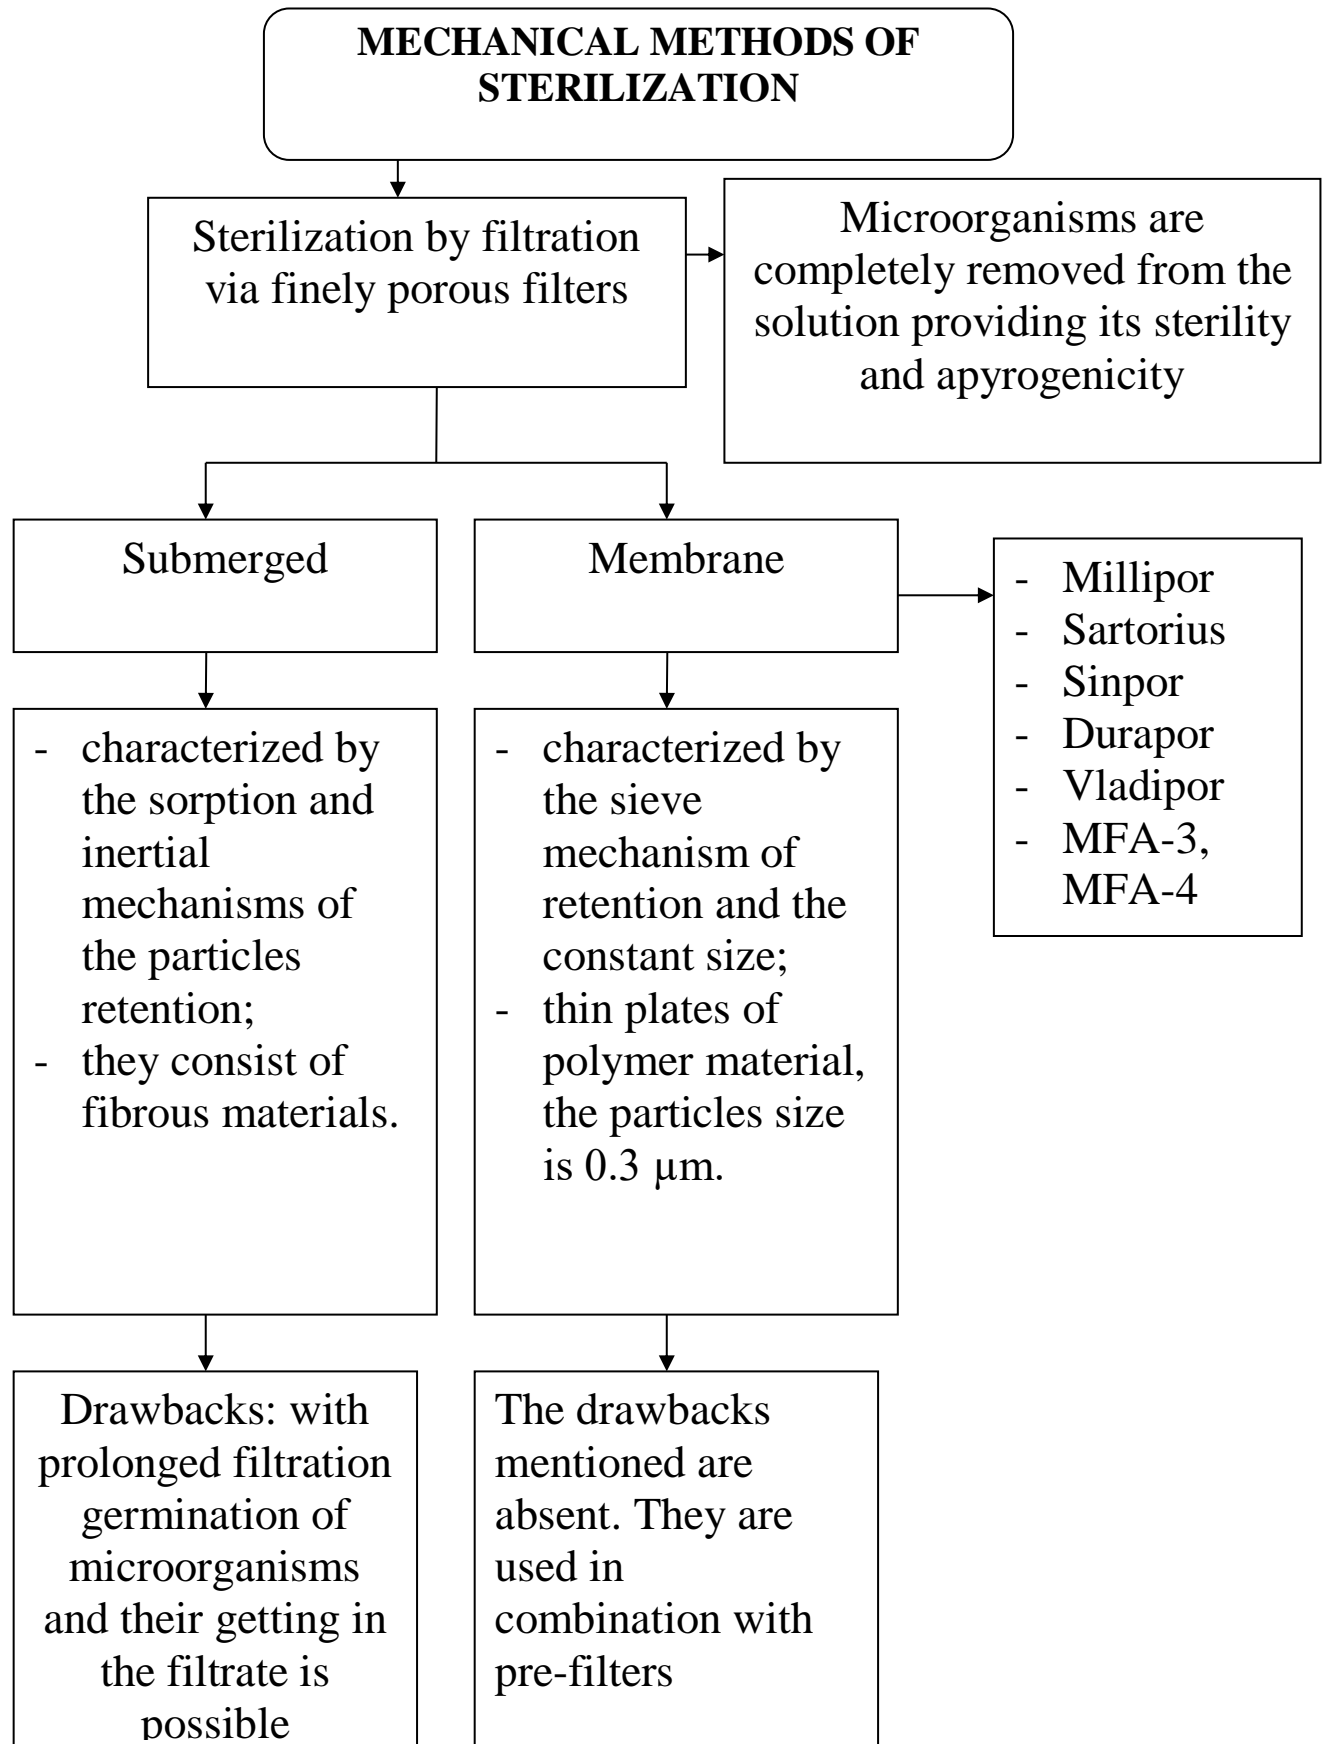 MECHANICAL METHODS OF
STERILIZATION
Sterilization by filtration
via finely porous filters
Microorganisms are
completely removed from the
solution providing its sterility
and apyrogenicity
Submerged
Membrane
- Millipor
- Sartorius
- Sinpor
- Durapor
- Vladipor
- MFA-3,
MFA-4
- characterized by
the sorption and
inertial
mechanisms of
the particles
retention;
- they consist of
fibrous materials.
- characterized by
the sieve
mechanism of
retention and the
constant size;
- thin plates of
polymer material,
the particles size
is 0.3 µm.
Drawbacks: with
prolonged filtration
germination of
microorganisms
and their getting in
the filtrate is
possible
The drawbacks
mentioned are
absent. They are
used in
combination with
pre-filters